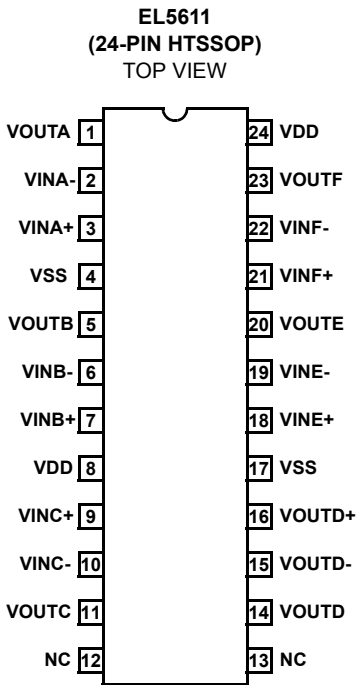 EL5611
(24-PIN HTSSOP)
TOP VIEW
VOUTA 1 24 VDD
VINA- 2 23 VOUTF
VINA+ 3 22 VINF-
VSS 4 21 VINF+
VOUTB 5 20 VOUTE
VINB- 6 19 VINE-
VINB+ 7 18 VINE+
VDD 8 17 VSS
VINC+ 9 16 VOUTD+
VINC- 10 15 VOUTD-
VOUTC 11 14 VOUTD
NC 12 13 NC